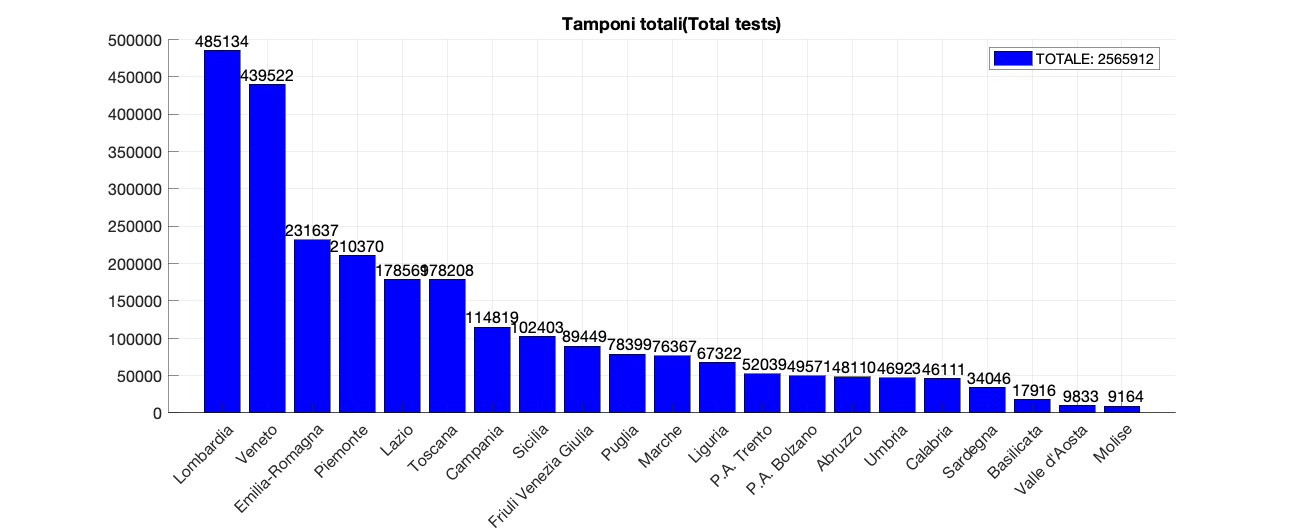 Tamponi totali(Total tests)
TOTALE: 2565912
500000
450000
400000
350000
300000
250000
200000
150000
100000
50000
0
485134
439522
231637
210370
178569
178208
114819
102403
89449
78399
76367
67322
52039
49571
48110
46923
46111
34046
17916
9833
9164
Lombardia
Veneto
Emilia-Romagna
Piemonte
Lazio
Toscana
Campania
Sicilia
Friuli Venezia Giulia
Puglia
Marche
Liguria
P.A. Trento
P.A. Bolzano
Abruzzo
Umbria
Calabria
Sardegna
Basilicata
Valle d'Aosta
Molise